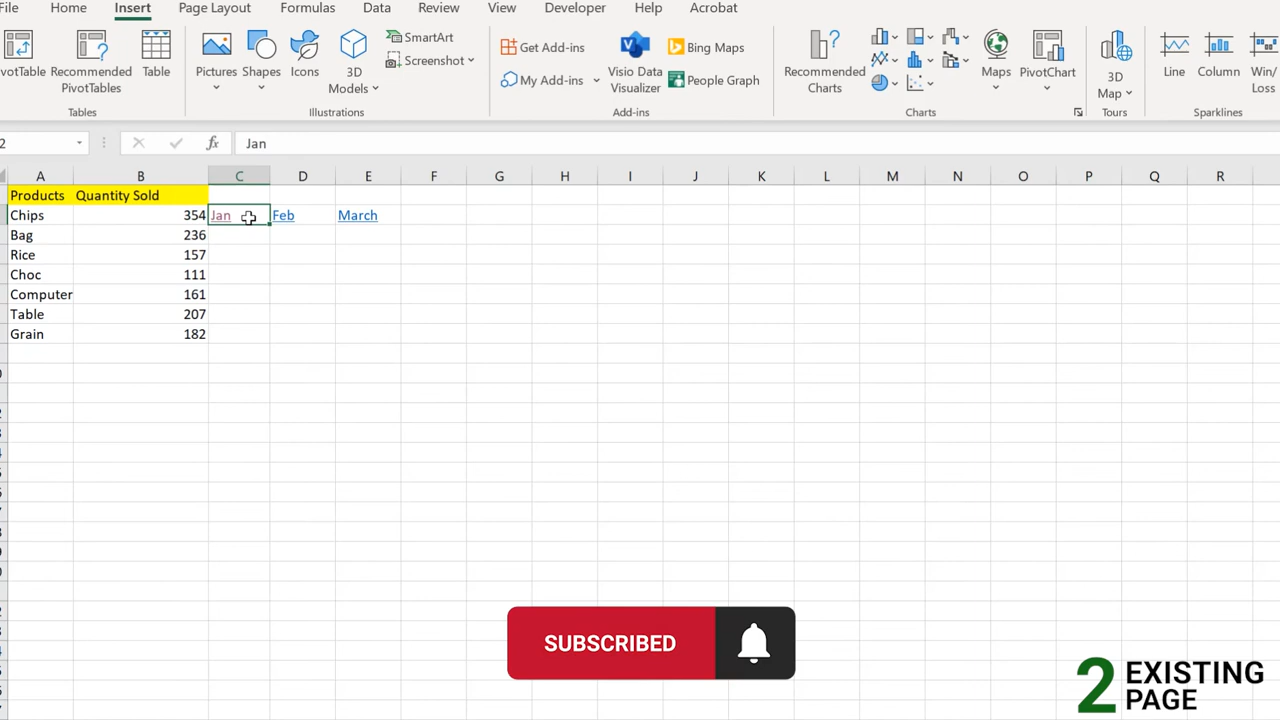 File Home Insert Page Layout Formulas Data Review View Developer Help Acrobat
PivotTable Recommended PivotTables Table Pictures Shapes Icons 3D Models SmartArt Screenshot Get Add-ins My Add-ins Visio Data Visualizer Bing Maps People Graph Recommended Charts Maps PivotChart 3D Map Line Column Win/ Loss
Tables Illustrations Add-ins Charts Tours Sparklines
2 fx Jan
A B C D E F G H I J K L M N O P Q R
Products Quantity Sold
Chips 354 Jan Feb March
Bag 236
Rice 157
Choc 111
Computer 161
Table 207
Grain 182
SUBSCRIBED
2 EXISTING
PAGE